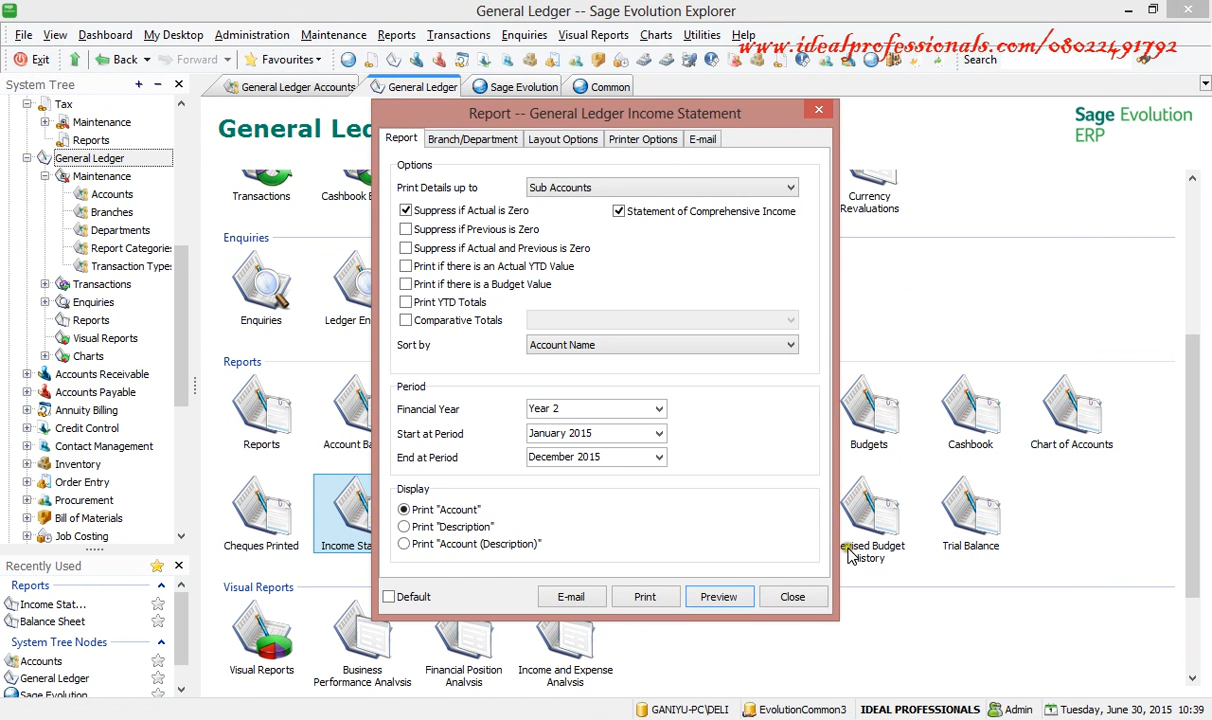 General Ledger -- Sage Evolution Explorer
File View Dashboard My Desktop Administration Maintenance Reports Transactions Enquiries Visual Reports Charts Utilities Help
www.idealprofessionals.com/08022491792
Exit Back Forward Favourites Search
System Tree
General Ledger Accounts General Ledger Sage Evolution Common
Tax
Maintenance
Reports
General Ledger
Maintenance
Accounts
Branches
Departments
Report Categorie:
Transaction Type:
Transactions
Enquiries
Reports
Visual Reports
Charts
Accounts Receivable
Accounts Payable
Annuity Billing
Credit Control
Contact Management
Inventory
Order Entry
Procurement
Bill of Materials
Job Costing
Recently Used
Reports
Income Stat...
Balance Sheet
System Tree Nodes
Accounts
General Ledger
Sage Evolution
General Led
Sage Evolution
ERP
Transactions
Cashbook
Currency
Revaluations
Enquiries
Enquiries
Ledger En
Reports
Reports
Account Ba
Budgets
Cashbook
Chart of Accounts
Cheques Printed
Income Sta
evised Budget
History
Trial Balance
Visual Reports
Visual Reports
Business
Performance Analysis
Financial Position
Analysis
Income and Expense
Analysis
Report -- General Ledger Income Statement
Report Branch/Department Layout Options Printer Options E-mail
Options
Print Details up to Sub Accounts
Suppress if Actual is Zero Statement of Comprehensive Income
Suppress if Previous is Zero
Suppress if Actual and Previous is Zero
Print if there is an Actual YTD Value
Print if there is a Budget Value
Print YTD Totals
Comparative Totals
Sort by Account Name
Period
Financial Year Year 2
Start at Period January 2015
End at Period December 2015
Display
Print "Account"
Print "Description"
Print "Account (Description)"
Default E-mail Print Preview Close
GANIYU-PC\DELI EvolutionCommon3 IDEAL PROFESSIONALS Admin Tuesday, June 30, 2015 10:39